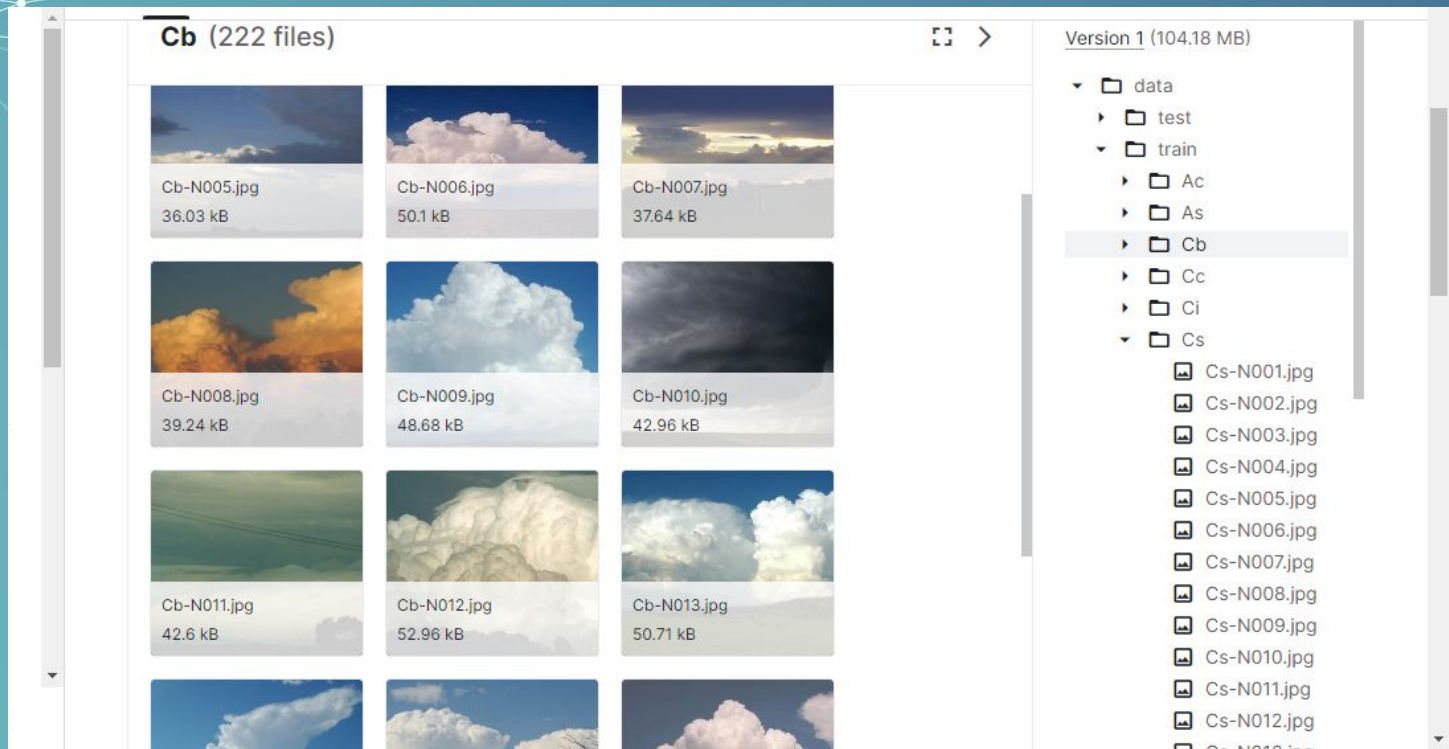 Cb (222 files)
Cb-N005.jpg
36.03 kB
Cb-N006.jpg
50.1 kB
Cb-N007.jpg
37.64 kB
Cb-N008.jpg
39.24 kB
Cb-N009.jpg
48.68 kB
Cb-N010.jpg
42.96 kB
Cb-N011.jpg
42.6 kB
Cb-N012.jpg
52.96 kB
Cb-N013.jpg
50.71 kB
Version 1 (104.18 MB)
data
test
train
Ac
As
Cb
Cc
Ci
Cs
Cs-N001.jpg
Cs-N002.jpg
Cs-N003.jpg
Cs-N004.jpg
Cs-N005.jpg
Cs-N006.jpg
Cs-N007.jpg
Cs-N008.jpg
Cs-N009.jpg
Cs-N010.jpg
Cs-N011.jpg
Cs-N012.jpg